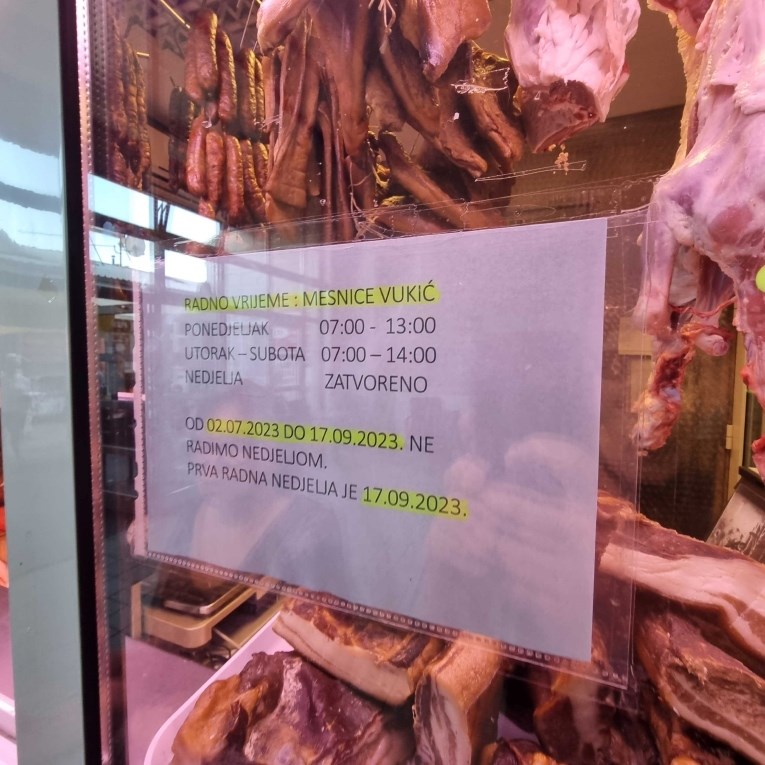 RADNO VRIJEME : MESNICE VUKIĆ
PONEDJELJAK 07:00 - 13:00
UTORAK – SUBOTA 07:00 – 14:00
NEDJELJA ZATVORENO
OD 02.07.2023 DO 17.09.2023. NE
RADIMO NEDJELJOM.
PRVA RADNA NEDJELJA JE 17.09.2023.